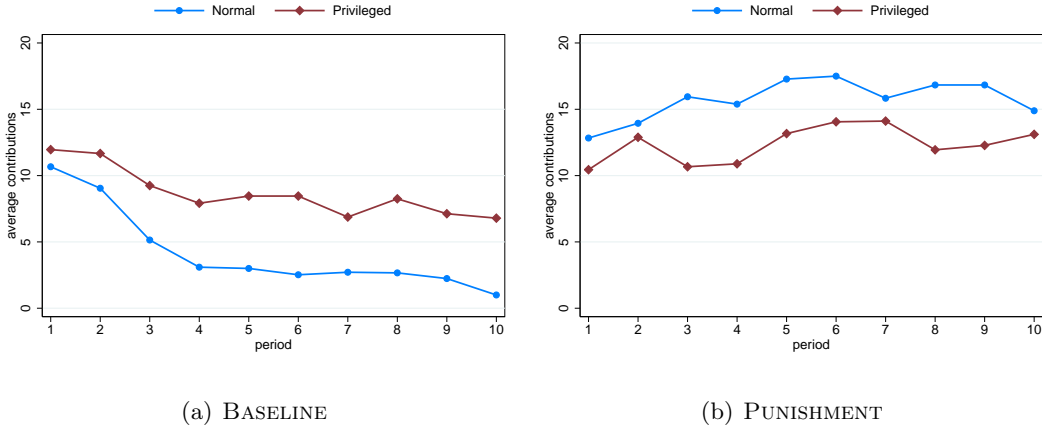 Normal Privileged
average contributions
20
15
10
5
0
1 2 3 4 5 6 7 8 9 10
period
(a) BASELINE
Normal Privileged
average contributions
20
15
10
5
0
1 2 3 4 5 6 7 8 9 10
period
(b) PUNISHMENT